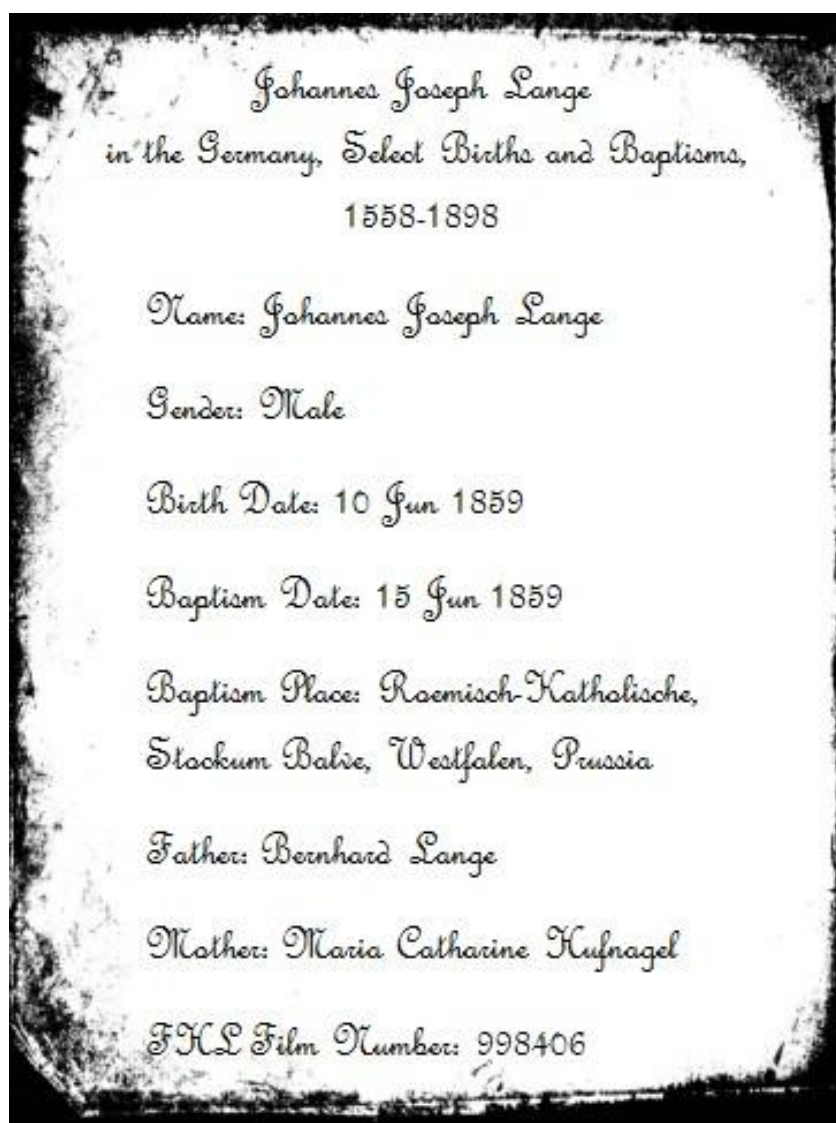 Johannes Joseph Lange
in the Germany, Select Births and Baptisms,
1558-1898
Name: Johannes Joseph Lange
Gender: Male
Birth Date: 10 Jun 1859
Baptism Date: 15 Jun 1859
Baptism Place: Roemisch-Katholische,
Stockum Balve, Westfalen, Prussia
Father: Bernhard Lange
Mother: Maria Catharine Hufnagel
FHL Film Number: 998406